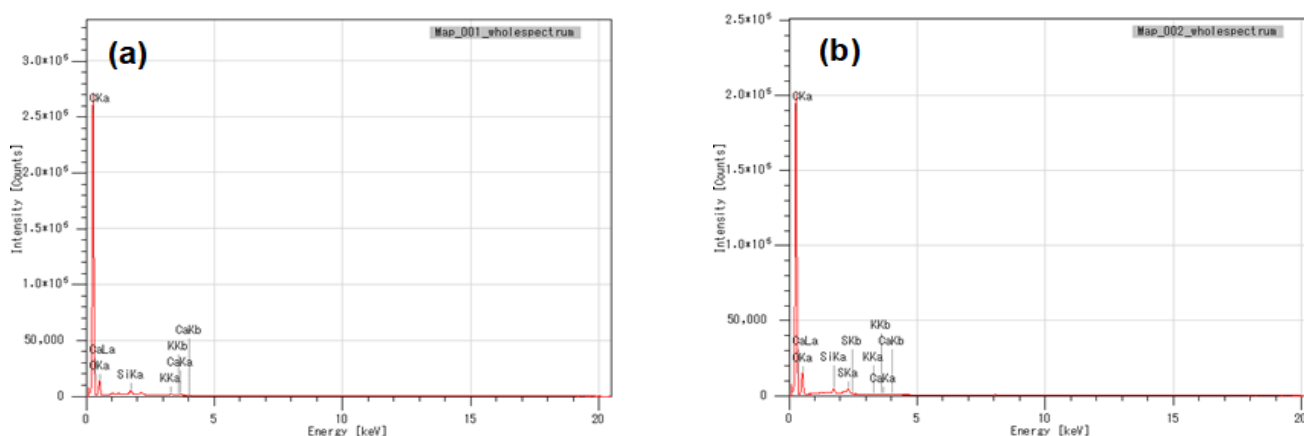 (a)
Map_001_wholespectrum
Intensity [Counts]
3.0*10⁵
2.5*10⁵
2.0*10⁵
1.5*10⁵
1.0*10⁵
50,000
0
CKa
CaLa
OKa
SiKa
KKa
CaKa
KKb
CaKb
0
5
10
15
20
Energy [keV]
(b)
Map_002_wholespectrum
Intensity [Counts]
2.5*10⁵
2.0*10⁵
1.5*10⁵
1.0*10⁵
50,000
0
CKa
CaLa
OKa
SiKa
SKb
SKa
KKb
KKa
CaKb
CaKa
0
5
10
15
20
Energy [keV]